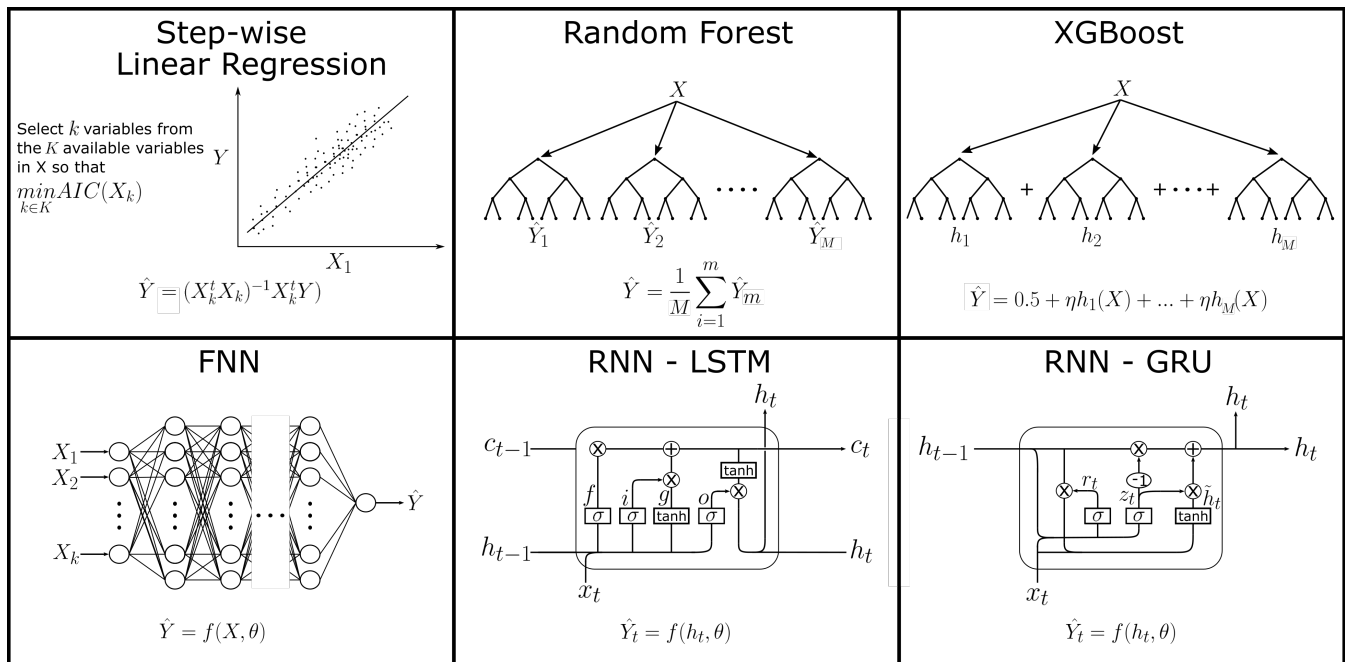 Step-wise
Linear Regression
Select k variables from
the K available variables
in X so that
min AIC(X_k)
k∈K
Y
X_1
Ŷ = (X_k^t X_k)^{-1} X_k^t Y)
Random Forest
X
Ŷ_1 Ŷ_2 .... Ŷ_M
Ŷ = 1/M ∑_{i=1}^{m} Ŷ_m
XGBoost
X
+ + ···· +
h_1 h_2 h_M
Ŷ = 0.5 + ηh_1(X) + ... + ηh_M(X)
FNN
X_1
X_2
X_k
Ŷ
Ŷ = f(X, θ)
RNN - LSTM
h_t
c_{t-1} x + c_t
tanh
x x
f i g o
σ σ tanh σ
h_{t-1} h_t
x_t
Ŷ_t = f(h_t, θ)
RNN - GRU
h_t
h_{t-1} x + h_t
-1
x r_t z_t x h̃_t
σ σ tanh
x_t
Ŷ_t = f(h_t, θ)